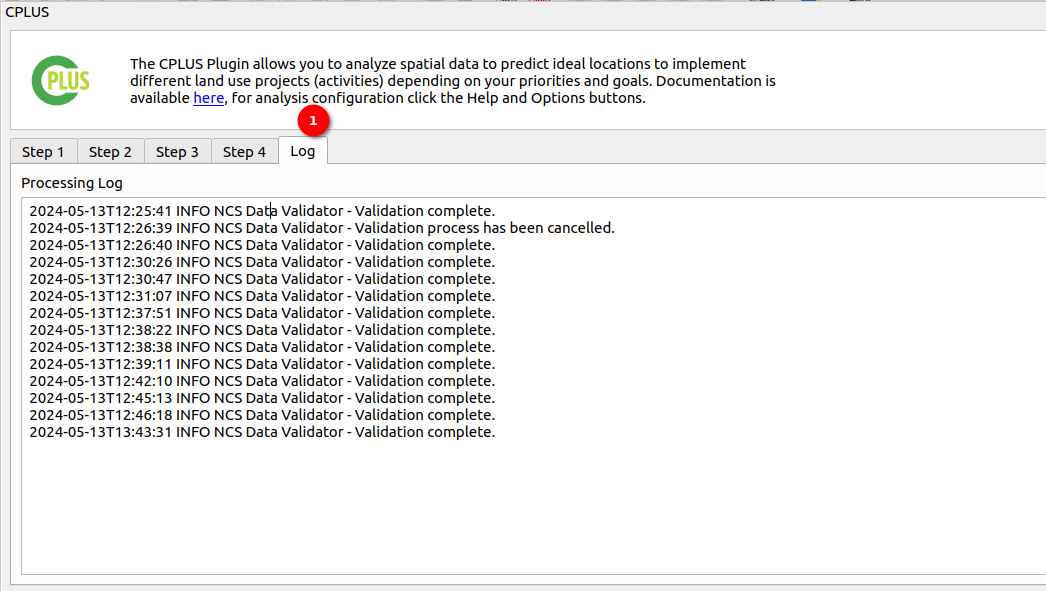 CPLUS
CPLUS
The CPLUS Plugin allows you to analyze spatial data to predict ideal locations to implement
different land use projects (activities) depending on your priorities and goals. Documentation is
available here, for analysis configuration click the Help and Options buttons.
1
Step 1 Step 2 Step 3 Step 4 Log
Processing Log
2024-05-13T12:25:41 INFO NCS Data Validator - Validation complete.
2024-05-13T12:26:39 INFO NCS Data Validator - Validation process has been cancelled.
2024-05-13T12:26:40 INFO NCS Data Validator - Validation complete.
2024-05-13T12:30:26 INFO NCS Data Validator - Validation complete.
2024-05-13T12:30:47 INFO NCS Data Validator - Validation complete.
2024-05-13T12:31:07 INFO NCS Data Validator - Validation complete.
2024-05-13T12:37:51 INFO NCS Data Validator - Validation complete.
2024-05-13T12:38:22 INFO NCS Data Validator - Validation complete.
2024-05-13T12:38:38 INFO NCS Data Validator - Validation complete.
2024-05-13T12:39:11 INFO NCS Data Validator - Validation complete.
2024-05-13T12:42:10 INFO NCS Data Validator - Validation complete.
2024-05-13T12:45:13 INFO NCS Data Validator - Validation complete.
2024-05-13T12:46:18 INFO NCS Data Validator - Validation complete.
2024-05-13T13:43:31 INFO NCS Data Validator - Validation complete.